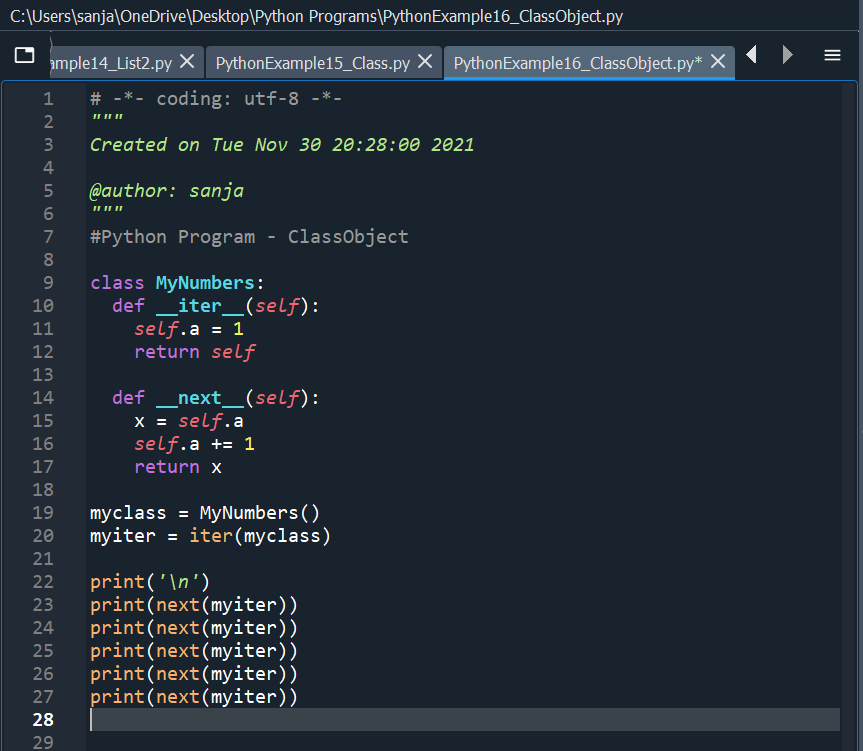 C:\Users\sanja\OneDrive\Desktop\Python Programs\PythonExample16_ClassObject.py
ample14_List2.py PythonExample15_Class.py PythonExample16_ClassObject.py*
1 # -*- coding: utf-8 -*-
2 """
3 Created on Tue Nov 30 20:28:00 2021
4
5 @author: sanja
6 """
7 #Python Program - ClassObject
8
9 class MyNumbers:
10   def __iter__(self):
11     self.a = 1
12     return self
13
14   def __next__(self):
15     x = self.a
16     self.a += 1
17     return x
18
19 myclass = MyNumbers()
20 myiter = iter(myclass)
21
22 print('\n')
23 print(next(myiter))
24 print(next(myiter))
25 print(next(myiter))
26 print(next(myiter))
27 print(next(myiter))
28
29